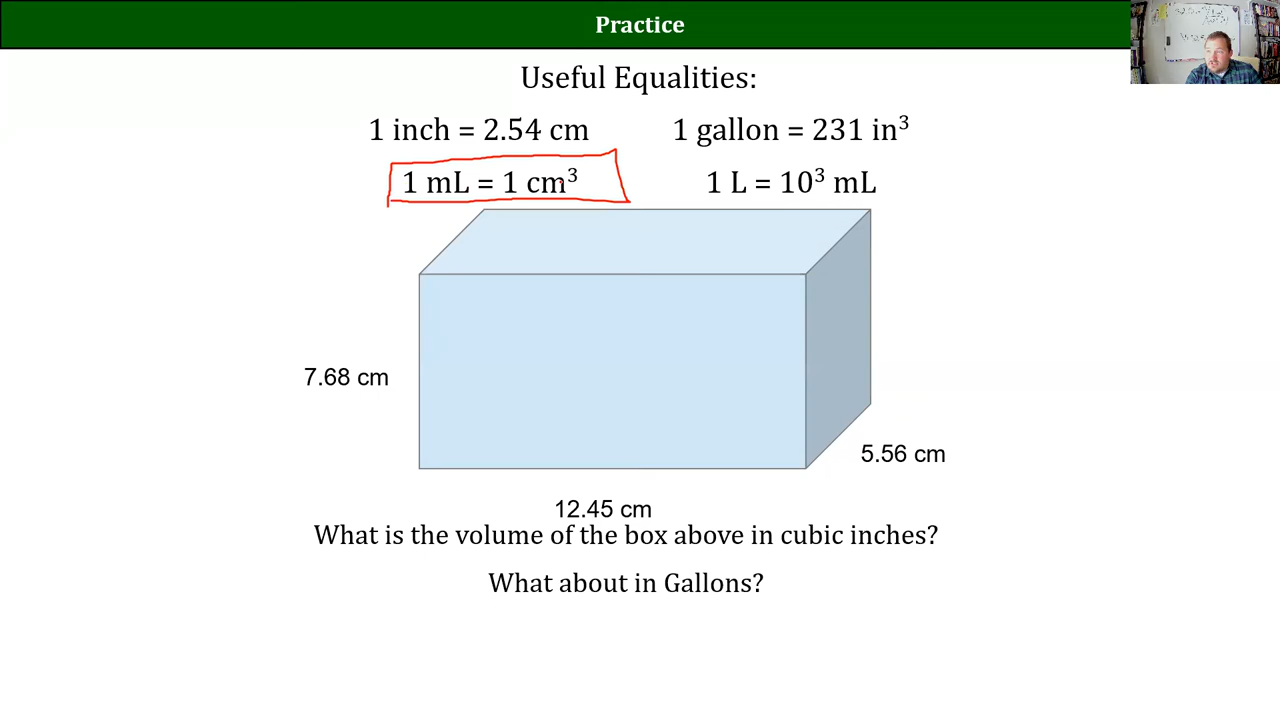 Practice
Useful Equalities:
1 inch = 2.54 cm 1 gallon = 231 in³
1 mL = 1 cm³ 1 L = 10³ mL
7.68 cm
5.56 cm
12.45 cm
What is the volume of the box above in cubic inches?
What about in Gallons?